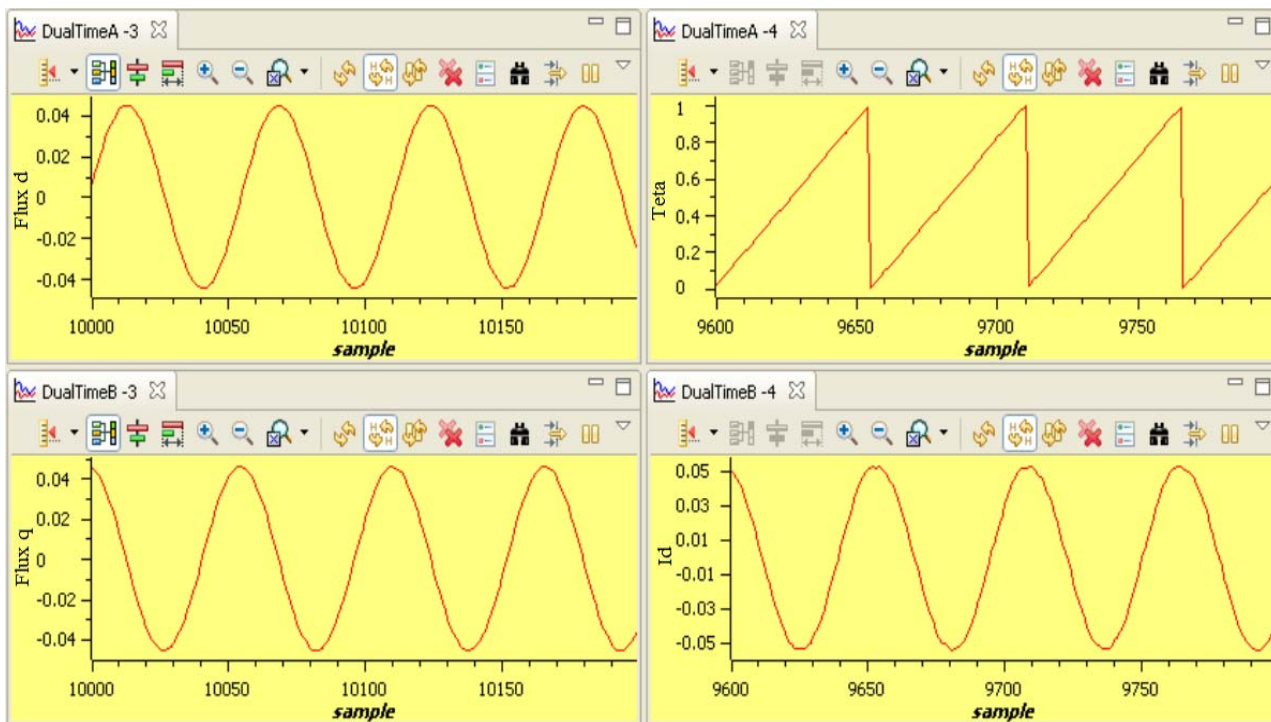 DualTimeA -3
Flux d
0.04
0.02
0
-0.02
-0.04
10000 10050 10100 10150
sample
DualTimeA -4
Teta
1
0.8
0.6
0.4
0.2
0
9600 9650 9700 9750
sample
DualTimeB -3
Flux q
0.04
0.02
0
-0.02
-0.04
10000 10050 10100 10150
sample
DualTimeB -4
Id
0.05
0.03
0.01
-0.01
-0.03
-0.05
9600 9650 9700 9750
sample